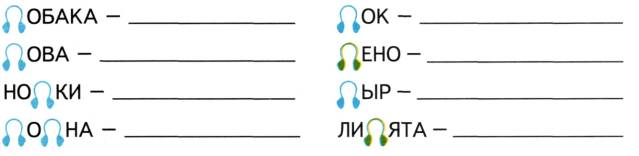 ОБАКА – ОК –
ОВА – ЕНО –
НО КИ – ЫР –
О НА – ЛИ ЯТА –